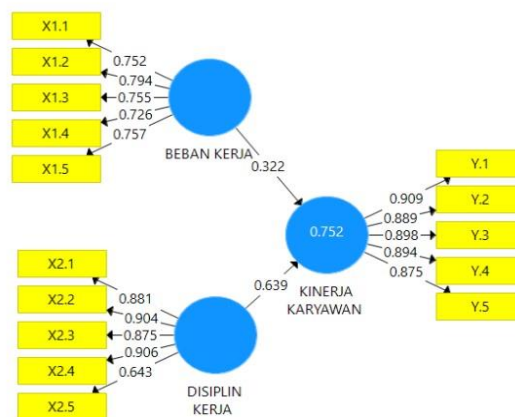 X1.1
X1.2
X1.3
X1.4
X1.5
0.752
0.794
0.755
0.726
0.757
BEBAN KERJA
0.322
X2.1
X2.2
X2.3
X2.4
X2.5
0.881
0.904
0.875
0.906
0.643
DISIPLIN
KERJA
0.639
0.752
KINERJA
KARYAWAN
0.909
0.889
0.898
0.894
0.875
Y.1
Y.2
Y.3
Y.4
Y.5